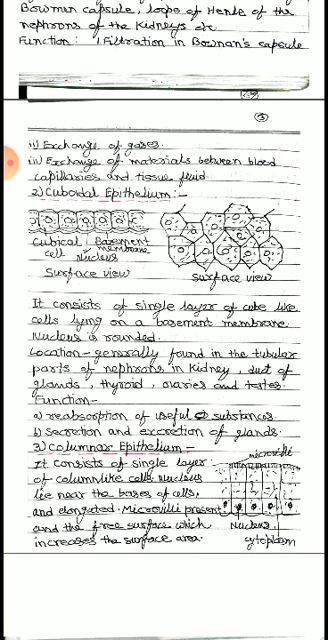 Bowman capsule, loops of Henle of the
nephrons of the Kidneys etc
Function: i) Filtration in Bowman's capsule
ii) Exchange of gases.
iii) Exchange of materials between blood
capillaries and tissue fluid.
2) Cuboidal Epithelium:-
Cubical cell
Basement membrane
Nucleus
Surface view
Surface view
It consists of single layer of cube like
cells lying on a basement membrane.
Nucleus is rounded.
Location - generally found in the tubular
parts of nephrons in kidney, duct of
glands, thyroid, ovaries and testes.
Function-
a) reabsorption of useful substances.
b) secretion and excretion of glands.
3) Columnar Epithelium -
microvilli
It consists of single layer
of columnlike cells. Nucleus
lie near the bases of cells,
and elongated. Microvilli present
and the free surface which
increases the surface area.
Nucleus
cytoplasm